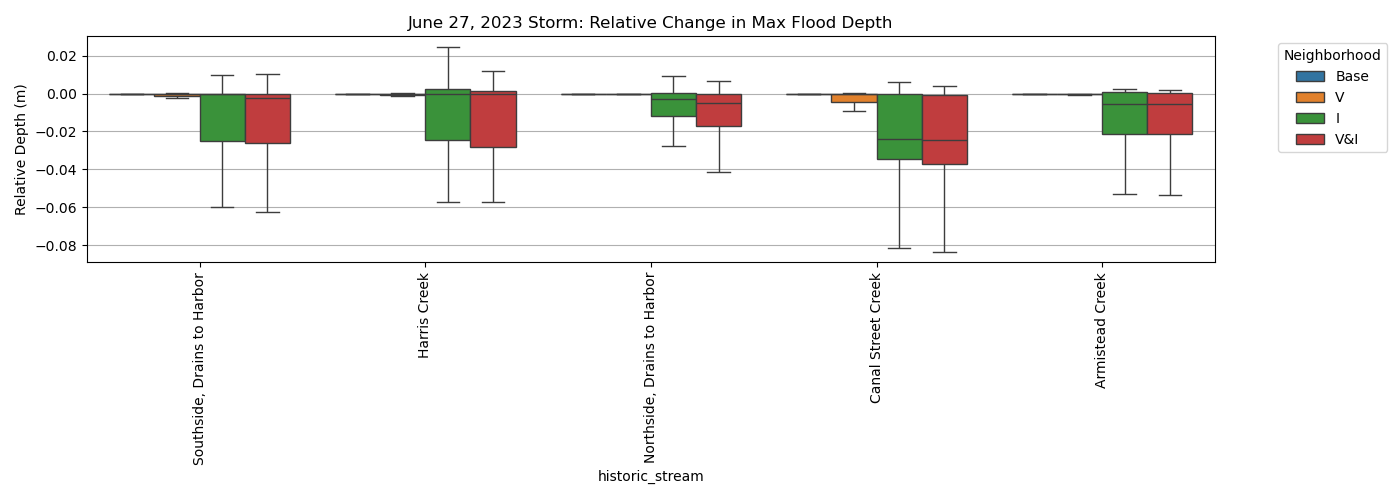 June 27, 2023 Storm: Relative Change in Max Flood Depth
Relative Depth (m)
0.02
0.00
−0.02
−0.04
−0.06
−0.08
Southside, Drains to Harbor
Harris Creek
Northside, Drains to Harbor
Canal Street Creek
Armistead Creek
historic_stream
Neighborhood
Base
V
I
V&I